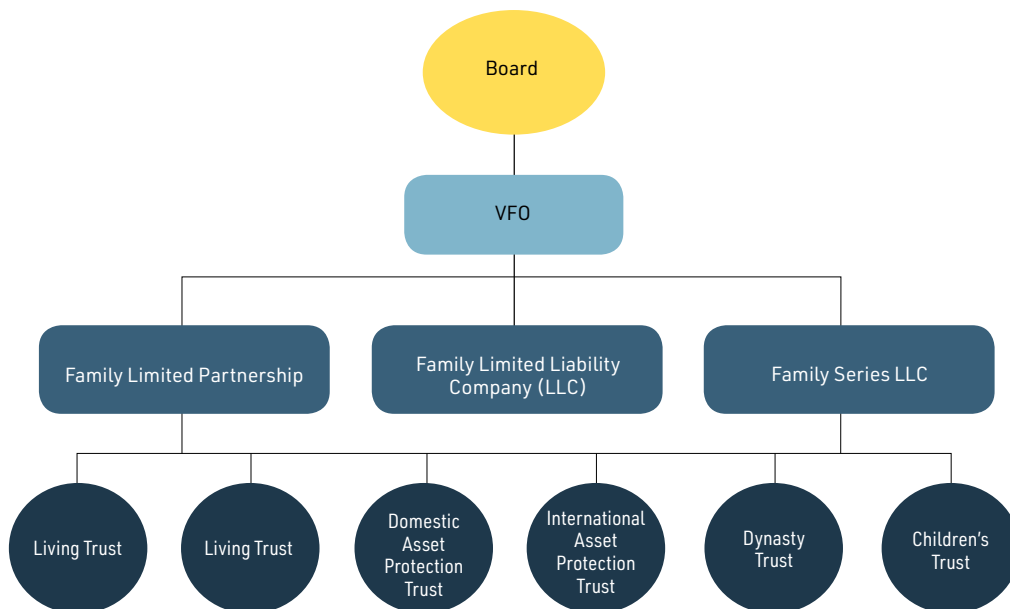 Board
VFO
Family Limited Partnership
Family Limited Liability
Company (LLC)
Family Series LLC
Living Trust
Living Trust
Domestic
Asset
Protection
Trust
International
Asset
Protection
Trust
Dynasty
Trust
Children’s
Trust